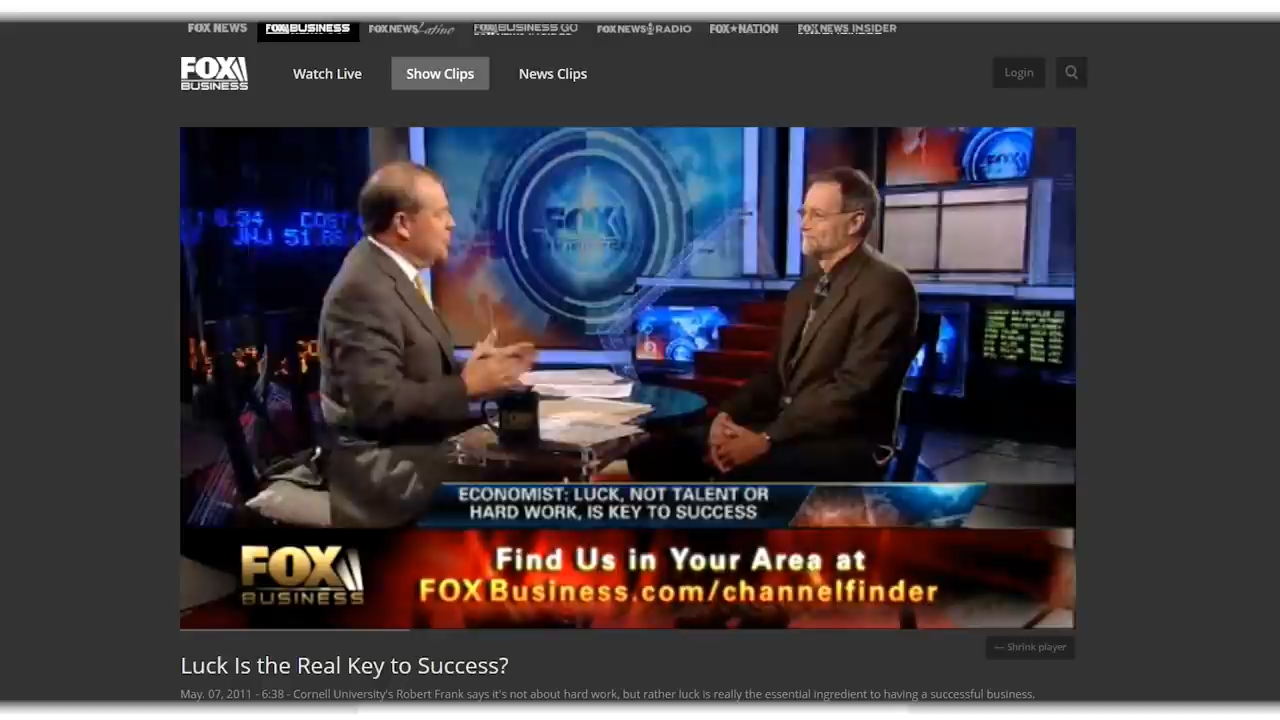 FOX NEWS FOX BUSINESS FOX NEWS Latino FOX BUSINESS GO FOX NEWS RADIO FOX★NATION FOX NEWS INSIDER
FOX
BUSINESS
Watch Live Show Clips News Clips Login
FOX
COST
ECONOMIST: LUCK, NOT TALENT OR
HARD WORK, IS KEY TO SUCCESS
FOX
BUSINESS
Find Us in Your Area at
FOXBusiness.com/channelfinder
— Shrink player
Luck Is the Real Key to Success?
May. 07, 2011 - 6:38 - Cornell University's Robert Frank says it's not about hard work, but rather luck is really the essential ingredient to having a successful business.